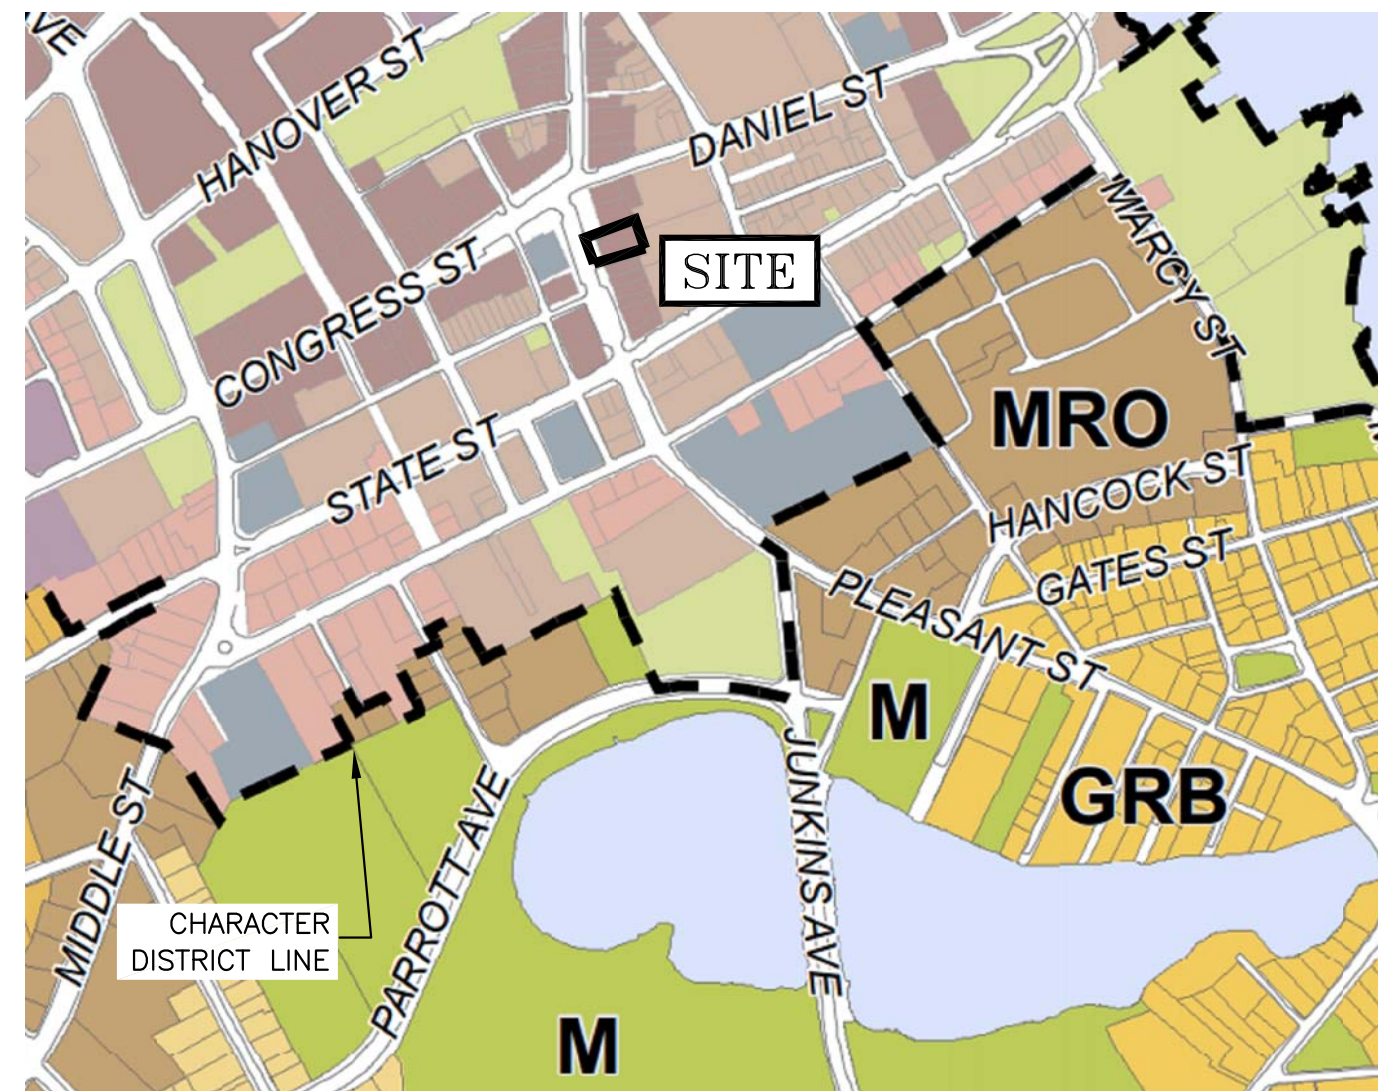 VE
HANOVER ST
DANIEL ST
MARCY ST
CONGRESS ST
SITE
STATE ST
MRO
HANCOCK ST
GATES ST
PLEASANT ST
M
GRB
JUNKINS AVE
MIDDLE ST
PARROTT AVE
CHARACTER
DISTRICT LINE
M